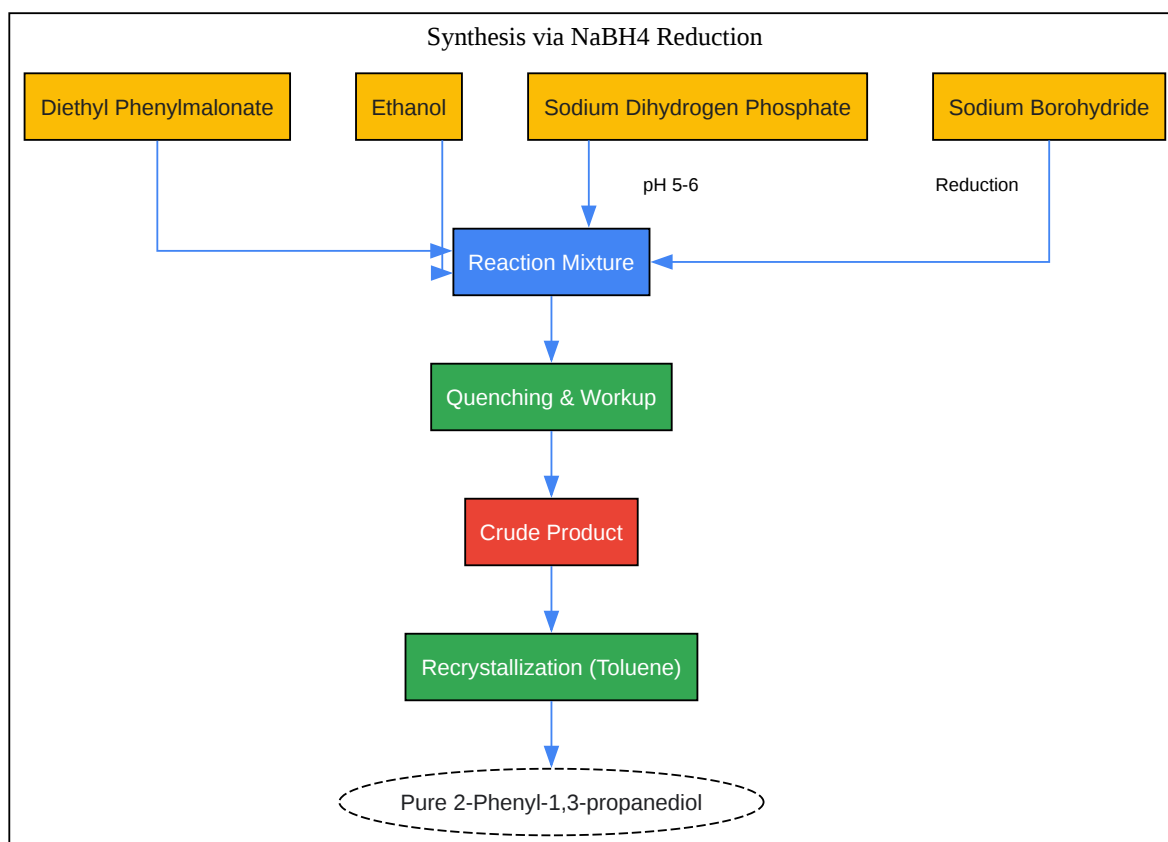 Synthesis via NaBH4 Reduction
Diethyl Phenylmalonate
Ethanol
Sodium Dihydrogen Phosphate
Sodium Borohydride
pH 5-6
Reduction
Reaction Mixture
Quenching & Workup
Crude Product
Recrystallization (Toluene)
Pure 2-Phenyl-1,3-propanediol